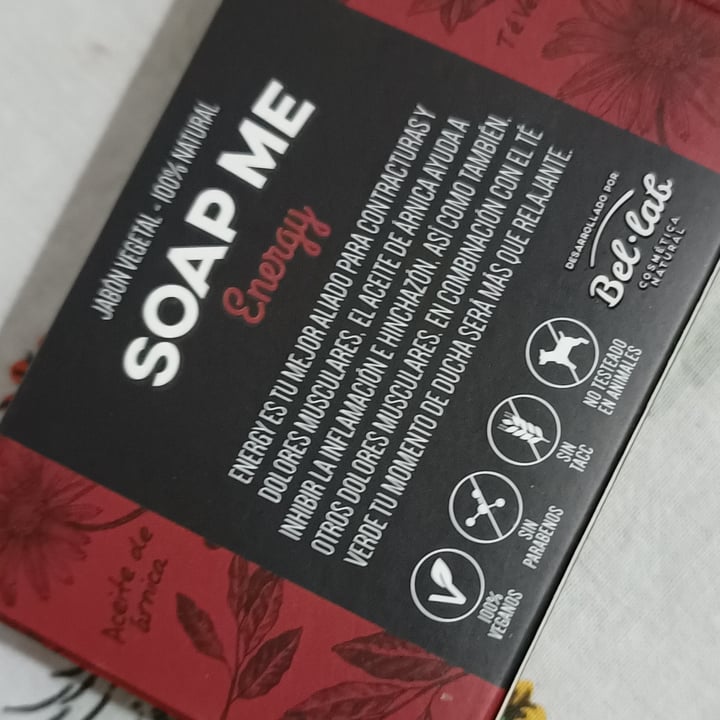 JABÓN VEGETAL - 100% NATURAL
SOAP ME
Energy
ENERGY ES TU MEJOR ALIADO PARA CONTRACTURAS Y
DOLORES MUSCULARES. EL ACEITE DE ÁRNICA AYUDA A
INHIBIR LA INFLAMACIÓN E HINCHAZÓN. ASÍ COMO TAMBIÉN,
OTROS DOLORES MUSCULARES. EN COMBINACIÓN CON EL TÉ
VERDE TU MOMENTO DE DUCHA SERÁ MÁS QUE RELAJANTE.
100%
VEGANOS
SIN
PARABENOS
SIN
TACC
NO TESTEADO
EN ANIMALES
DESARROLLADO POR:
Bel·lab
COSMÉTICA
NATURAL
Aceite de
árnica